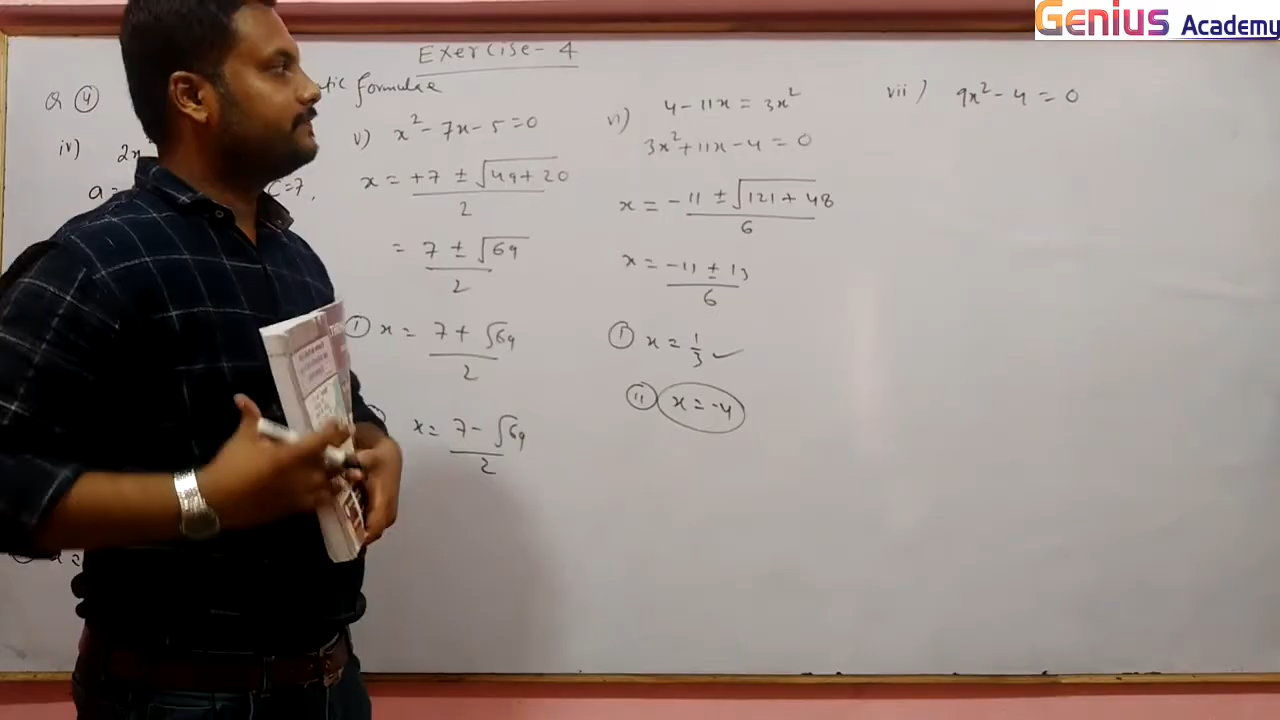 Genius Academy
Exercise-4
Q (4) tic formulae
iv) 2x
a=
C=7,
v) x² - 7x - 5 = 0
x = +7 ± √49+20 / 2
= 7 ± √69 / 2
(i) x = 7 + √69 / 2
x = 7 - √69 / 2
vi) 4 - 11x = 3x²
3x² + 11x - 4 = 0
x = -11 ± √121 + 48 / 6
x = -11 ± 13 / 6
(i) x = 1/3 ✓
(ii) x = -4
vii) 9x² - 4 = 0